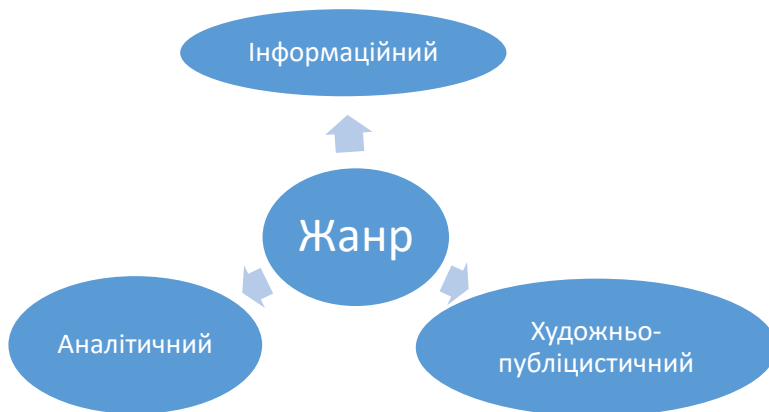 Інформаційний
Жанр
Аналітичний
Художньо-
публіцистичний